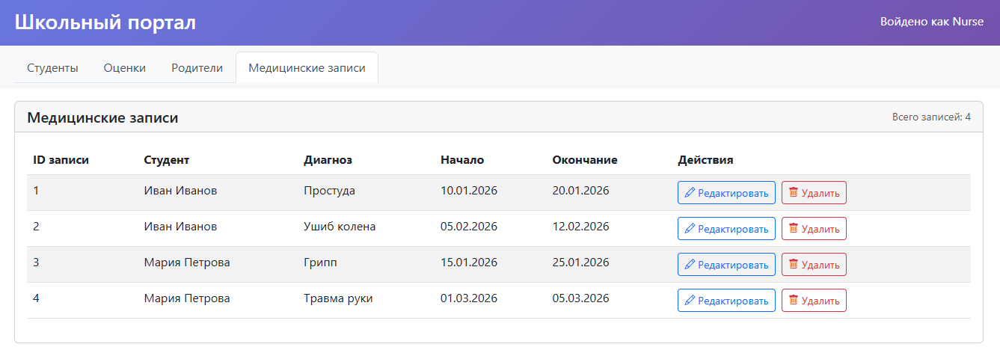 Школьный портал
Войдено как Nurse
Студенты Оценки Родители Медицинские записи
Медицинские записи
Всего записей: 4
ID записи Студент Диагноз Начало Окончание Действия
1 Иван Иванов Простуда 10.01.2026 20.01.2026 Редактировать Удалить
2 Иван Иванов Ушиб колена 05.02.2026 12.02.2026 Редактировать Удалить
3 Мария Петрова Грипп 15.01.2026 25.01.2026 Редактировать Удалить
4 Мария Петрова Травма руки 01.03.2026 05.03.2026 Редактировать Удалить